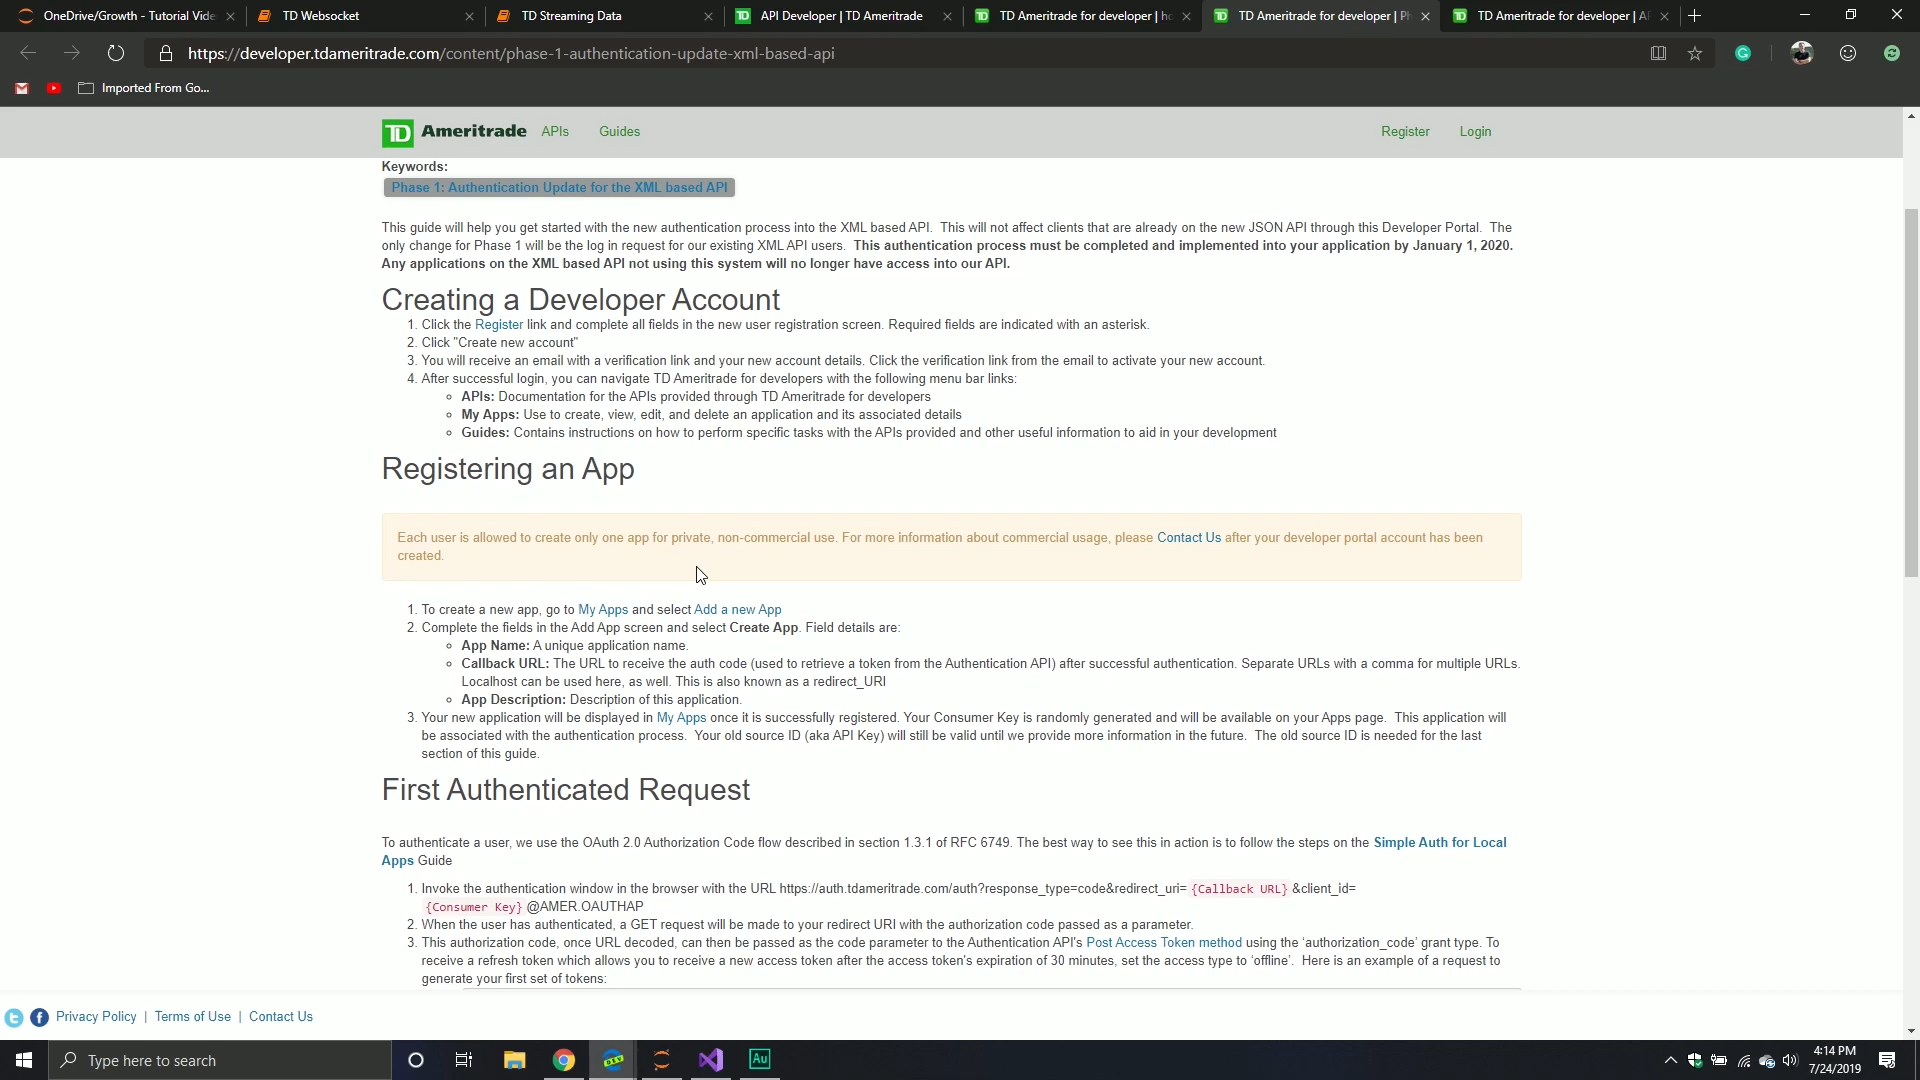 OneDrive/Growth - Tutorial Vide
TD Websocket
TD Streaming Data
API Developer | TD Ameritrade
TD Ameritrade for developer | ho
TD Ameritrade for developer | Ph
TD Ameritrade for developer | A
https://developer.tdameritrade.com/content/phase-1-authentication-update-xml-based-api
Imported From Go...
TD Ameritrade APIs Guides Register Login
Keywords:
Phase 1: Authentication Update for the XML based API
This guide will help you get started with the new authentication process into the XML based API. This will not affect clients that are already on the new JSON API through this Developer Portal. The
only change for Phase 1 will be the log in request for our existing XML API users. This authentication process must be completed and implemented into your application by January 1, 2020.
Any applications on the XML based API not using this system will no longer have access into our API.
Creating a Developer Account
1. Click the Register link and complete all fields in the new user registration screen. Required fields are indicated with an asterisk.
2. Click "Create new account"
3. You will receive an email with a verification link and your new account details. Click the verification link from the email to activate your new account.
4. After successful login, you can navigate TD Ameritrade for developers with the following menu bar links:
APIs: Documentation for the APIs provided through TD Ameritrade for developers
My Apps: Use to create, view, edit, and delete an application and its associated details
Guides: Contains instructions on how to perform specific tasks with the APIs provided and other useful information to aid in your development
Registering an App
Each user is allowed to create only one app for private, non-commercial use. For more information about commercial usage, please Contact Us after your developer portal account has been
created.
1. To create a new app, go to My Apps and select Add a new App
2. Complete the fields in the Add App screen and select Create App. Field details are:
App Name: A unique application name.
Callback URL: The URL to receive the auth code (used to retrieve a token from the Authentication API) after successful authentication. Separate URLs with a comma for multiple URLs.
Localhost can be used here, as well. This is also known as a redirect_URI
App Description: Description of this application.
3. Your new application will be displayed in My Apps once it is successfully registered. Your Consumer Key is randomly generated and will be available on your Apps page. This application will
be associated with the authentication process. Your old source ID (aka API Key) will still be valid until we provide more information in the future. The old source ID is needed for the last
section of this guide.
First Authenticated Request
To authenticate a user, we use the OAuth 2.0 Authorization Code flow described in section 1.3.1 of RFC 6749. The best way to see this in action is to follow the steps on the Simple Auth for Local
Apps Guide
1. Invoke the authentication window in the browser with the URL https://auth.tdameritrade.com/auth?response_type=code&redirect_uri= {Callback URL} &client_id=
{Consumer Key} @AMER.OAUTHAP
2. When the user has authenticated, a GET request will be made to your redirect URI with the authorization code passed as a parameter.
3. This authorization code, once URL decoded, can then be passed as the code parameter to the Authentication API's Post Access Token method using the ‘authorization_code’ grant type. To
receive a refresh token which allows you to receive a new access token after the access token's expiration of 30 minutes, set the access type to ‘offline’. Here is an example of a request to
generate your first set of tokens:
Privacy Policy | Terms of Use | Contact Us
Type here to search
DEV
Au
4:14 PM
7/24/2019